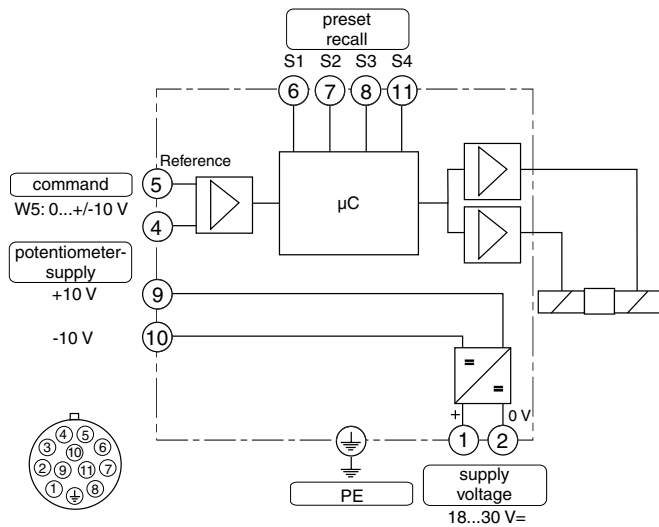 preset
recall
S1 S2 S3 S4
6 7 8 11
Reference
5
command
W5: 0...+/-10 V
4
µC
potentiometer-
supply
+10 V
9
-10 V
10
=
=
+ 0 V
1 2
PE
supply
voltage
18...30 V=
4 5
3 10 6
2 9 11 7
1 8